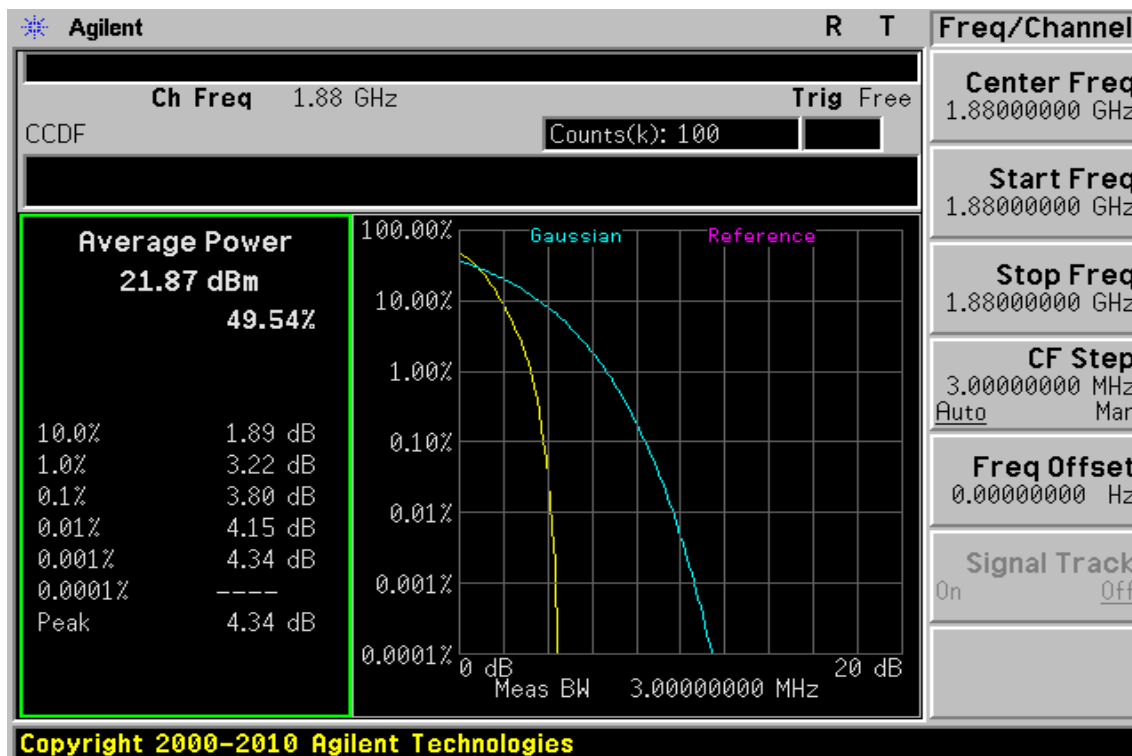 Agilent R T
Ch Freq 1.88 GHz Trig Free
CCDF Counts(k): 100
Average Power
21.87 dBm
49.54%
10.0% 1.89 dB
1.0% 3.22 dB
0.1% 3.80 dB
0.01% 4.15 dB
0.001% 4.34 dB
0.0001% ----
Peak 4.34 dB
Gaussian Reference
100.00%
10.00%
1.00%
0.10%
0.01%
0.001%
0.0001%
0 dB 20 dB
Meas BW 3.00000000 MHz
Freq/Channel
Center Freq
1.88000000 GHz
Start Freq
1.88000000 GHz
Stop Freq
1.88000000 GHz
CF Step
3.00000000 MHz
Auto Man
Freq Offset
0.00000000 Hz
Signal Track
On Off
Copyright 2000-2010 Agilent Technologies